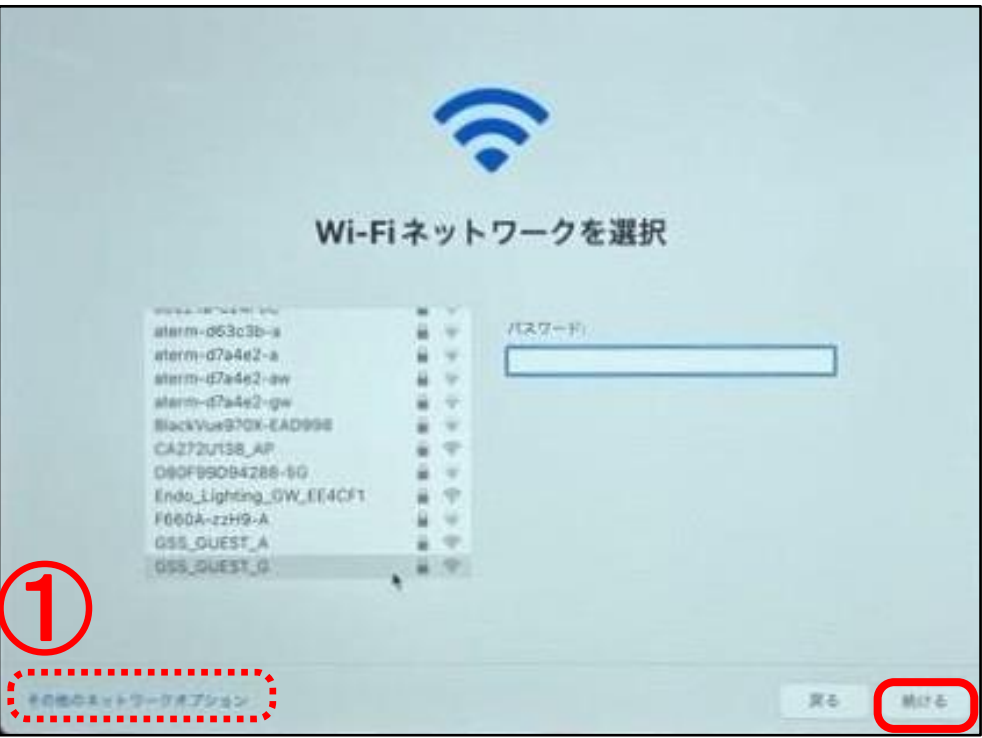 Wi-Fiネットワークを選択
aterm-d63c3b-a
aterm-d7a4e2-a
aterm-d7a4e2-aw
aterm-d7a4e2-gw
BlackVue970X-EAD998
CA272U138_AP
D80F99D94288-5G
Endo_Lighting_GW_EE4CF1
F660A-zzH9-A
GSS_GUEST_A
GSS_GUEST_G
パスワード:
①
その他のネットワークオプション
戻る
続ける